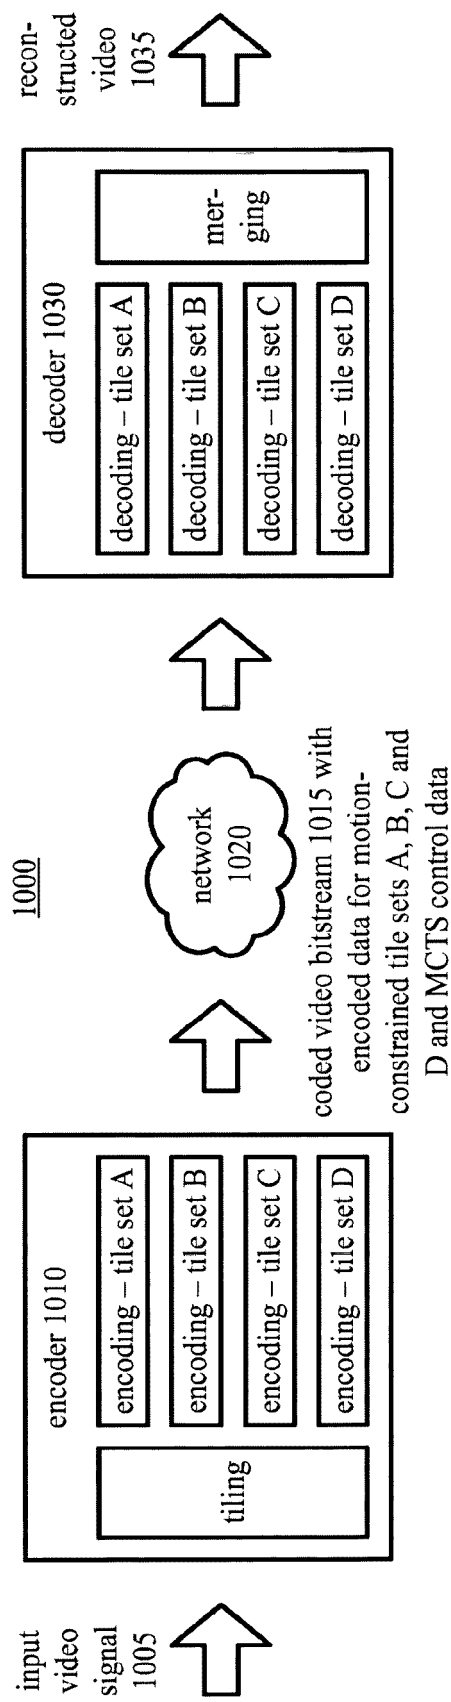 1000
input
video
signal
1005
encoder 1010
tiling
encoding – tile set A
encoding – tile set B
encoding – tile set C
encoding – tile set D
network
1020
coded video bitstream 1015 with
encoded data for motion-
constrained tile sets A, B, C and
D and MCTS control data
decoder 1030
decoding – tile set A
decoding – tile set B
decoding – tile set C
decoding – tile set D
mer-
ging
recon-
structed
video
1035